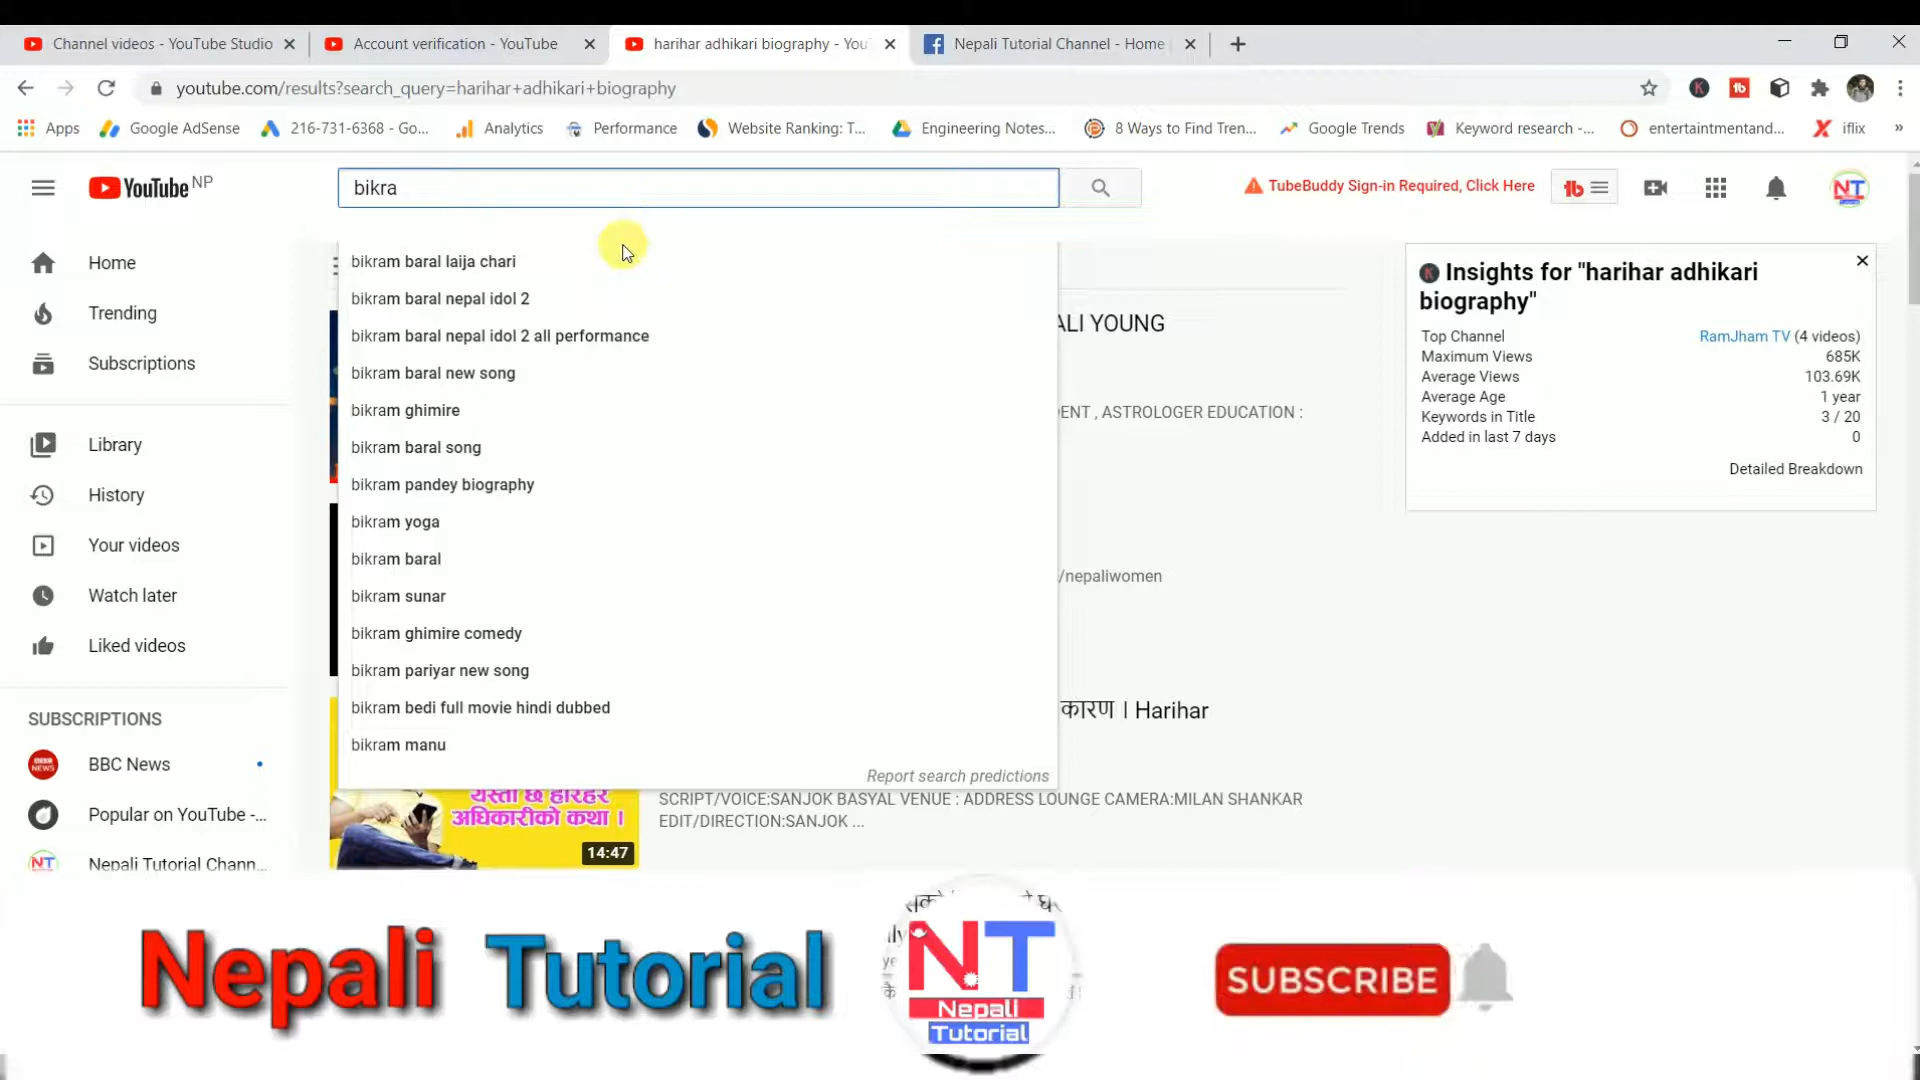 Channel videos - YouTube Studio
Account verification - YouTube
harihar adhikari biography - You
Nepali Tutorial Channel - Home
youtube.com/results?search_query=harihar+adhikari+biography
Apps
Google AdSense
216-731-6368 - Go...
Analytics
Performance
Website Ranking: T...
Engineering Notes...
8 Ways to Find Tren...
Google Trends
Keyword research -...
entertaintmentand...
iflix
»
YouTube NP
bikra
TubeBuddy Sign-in Required, Click Here
tb
NT
Home
Trending
Subscriptions
Library
History
Your videos
Watch later
Liked videos
SUBSCRIPTIONS
BBC News
Popular on YouTube -...
Nepali Tutorial Chann...
bikram baral laija chari
bikram baral nepal idol 2
bikram baral nepal idol 2 all performance
bikram baral new song
bikram ghimire
bikram baral song
bikram pandey biography
bikram yoga
bikram baral
bikram sunar
bikram ghimire comedy
bikram pariyar new song
bikram bedi full movie hindi dubbed
bikram manu
Report search predictions
ALI YOUNG
DENT , ASTROLOGER EDUCATION :
/nepaliwomen
कारण । Harihar
SCRIPT/VOICE:SANJOK BASYAL VENUE : ADDRESS LOUNGE CAMERA:MILAN SHANKAR
EDIT/DIRECTION:SANJOK ...
यस्तो छ हरिहर
अधिकारीको कथा ।
14:47
Insights for "harihar adhikari
biography"
Top Channel RamJham TV (4 videos)
Maximum Views 685K
Average Views 103.69K
Average Age 1 year
Keywords in Title 3 / 20
Added in last 7 days 0
Detailed Breakdown
Nepali Tutorial
NT
Nepali
Tutorial
SUBSCRIBE